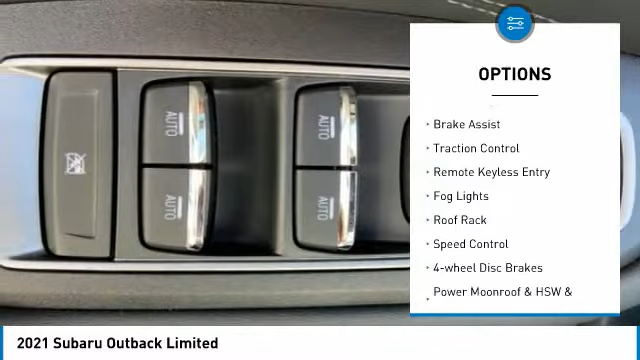 OPTIONS
Brake Assist
Traction Control
Remote Keyless Entry
Fog Lights
Roof Rack
Speed Control
4-wheel Disc Brakes
Power Moonroof & HSW &
AUTO
AUTO
AUTO
AUTO
2021 Subaru Outback Limited